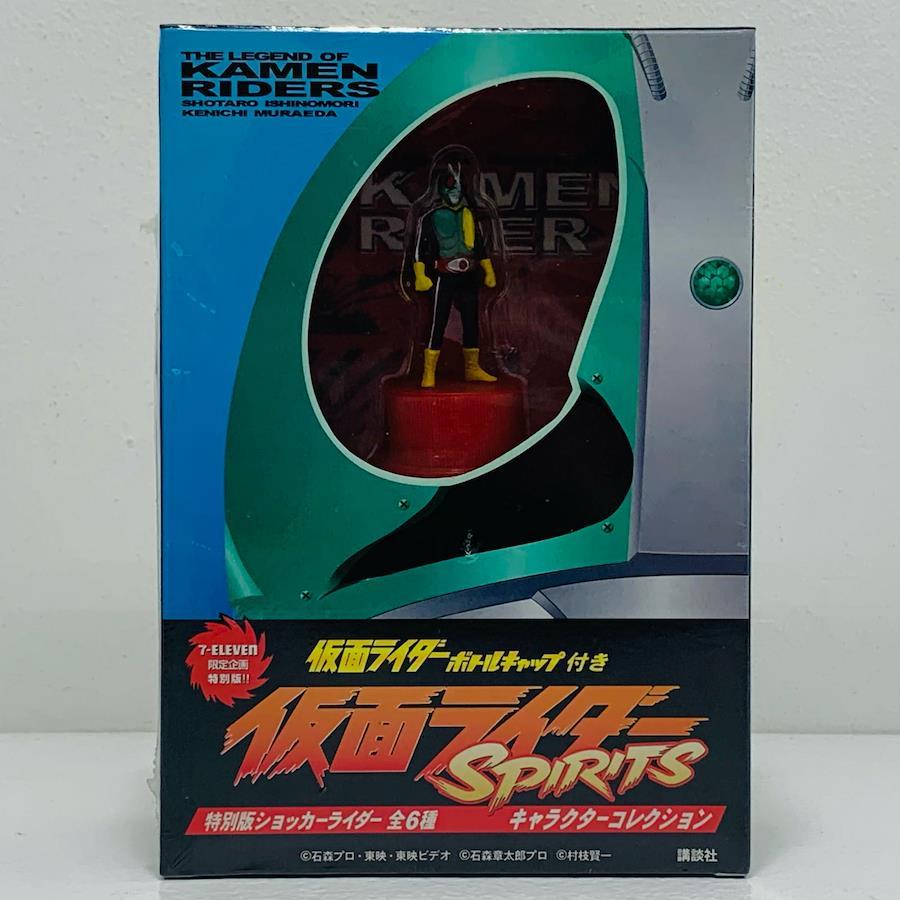 THE LEGEND OF
KAMEN
RIDERS
SHOTARO ISHINOMORI
KENICHI MURAEDA
KAMEN
RIDER
7-ELEVEN
限定企画
特別版!!
仮面ライダーボトルキャップ付き
仮面ライダー
SPIRITS
特別版ショッカーライダー 全6種
キャラクターコレクション
©石森プロ・東映・東映ビデオ ©石森章太郎プロ ©村枝賢一
講談社